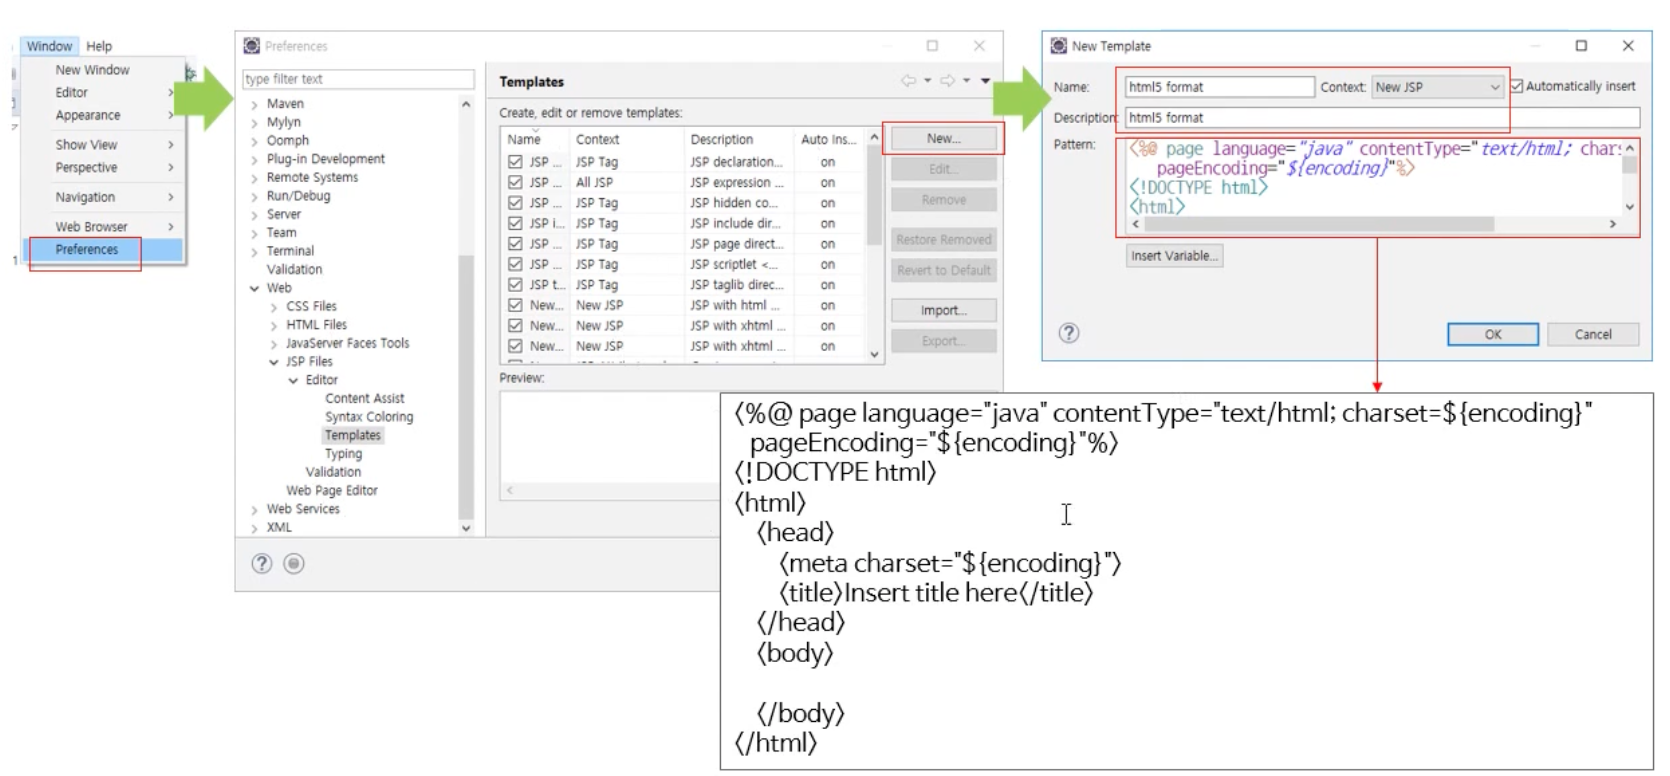 Window Help
New Window
Editor
Appearance
Show View
Perspective
Navigation
Web Browser
Preferences
1
Preferences
type filter text
Maven
Mylyn
Oomph
Plug-in Development
Remote Systems
Run/Debug
Server
Team
Terminal
Validation
Web
CSS Files
HTML Files
JavaServer Faces Tools
JSP Files
Editor
Content Assist
Syntax Coloring
Templates
Typing
Validation
Web Page Editor
Web Services
XML
Templates
Create, edit or remove templates:
Name Context Description Auto Ins...
JSP ... JSP Tag JSP declaration... on
JSP ... All JSP JSP expression ... on
JSP ... JSP Tag JSP hidden co... on
JSP i... JSP Tag JSP include dir... on
JSP ... JSP Tag JSP page direct... on
JSP ... JSP Tag JSP scriptlet <... on
JSP t... JSP Tag JSP taglib direc... on
New... New JSP JSP with html ... on
New... New JSP JSP with xhtml ... on
New... New JSP JSP with xhtml ... on
New...
Edit...
Remove
Restore Removed
Revert to Default
Import...
Export...
Preview:
New Template
Name: html5 format Context: New JSP Automatically insert
Description: html5 format
Pattern:
<%@ page language="java" contentType="text/html; chars
pageEncoding="${encoding}"%>
<!DOCTYPE html>
<html>
Insert Variable...
OK Cancel
<%@ page language="java" contentType="text/html; charset=${encoding}"
pageEncoding="${encoding}"%>
<!DOCTYPE html>
<html>
<head>
<meta charset="${encoding}">
<title>Insert title here</title>
</head>
<body>
</body>
</html>